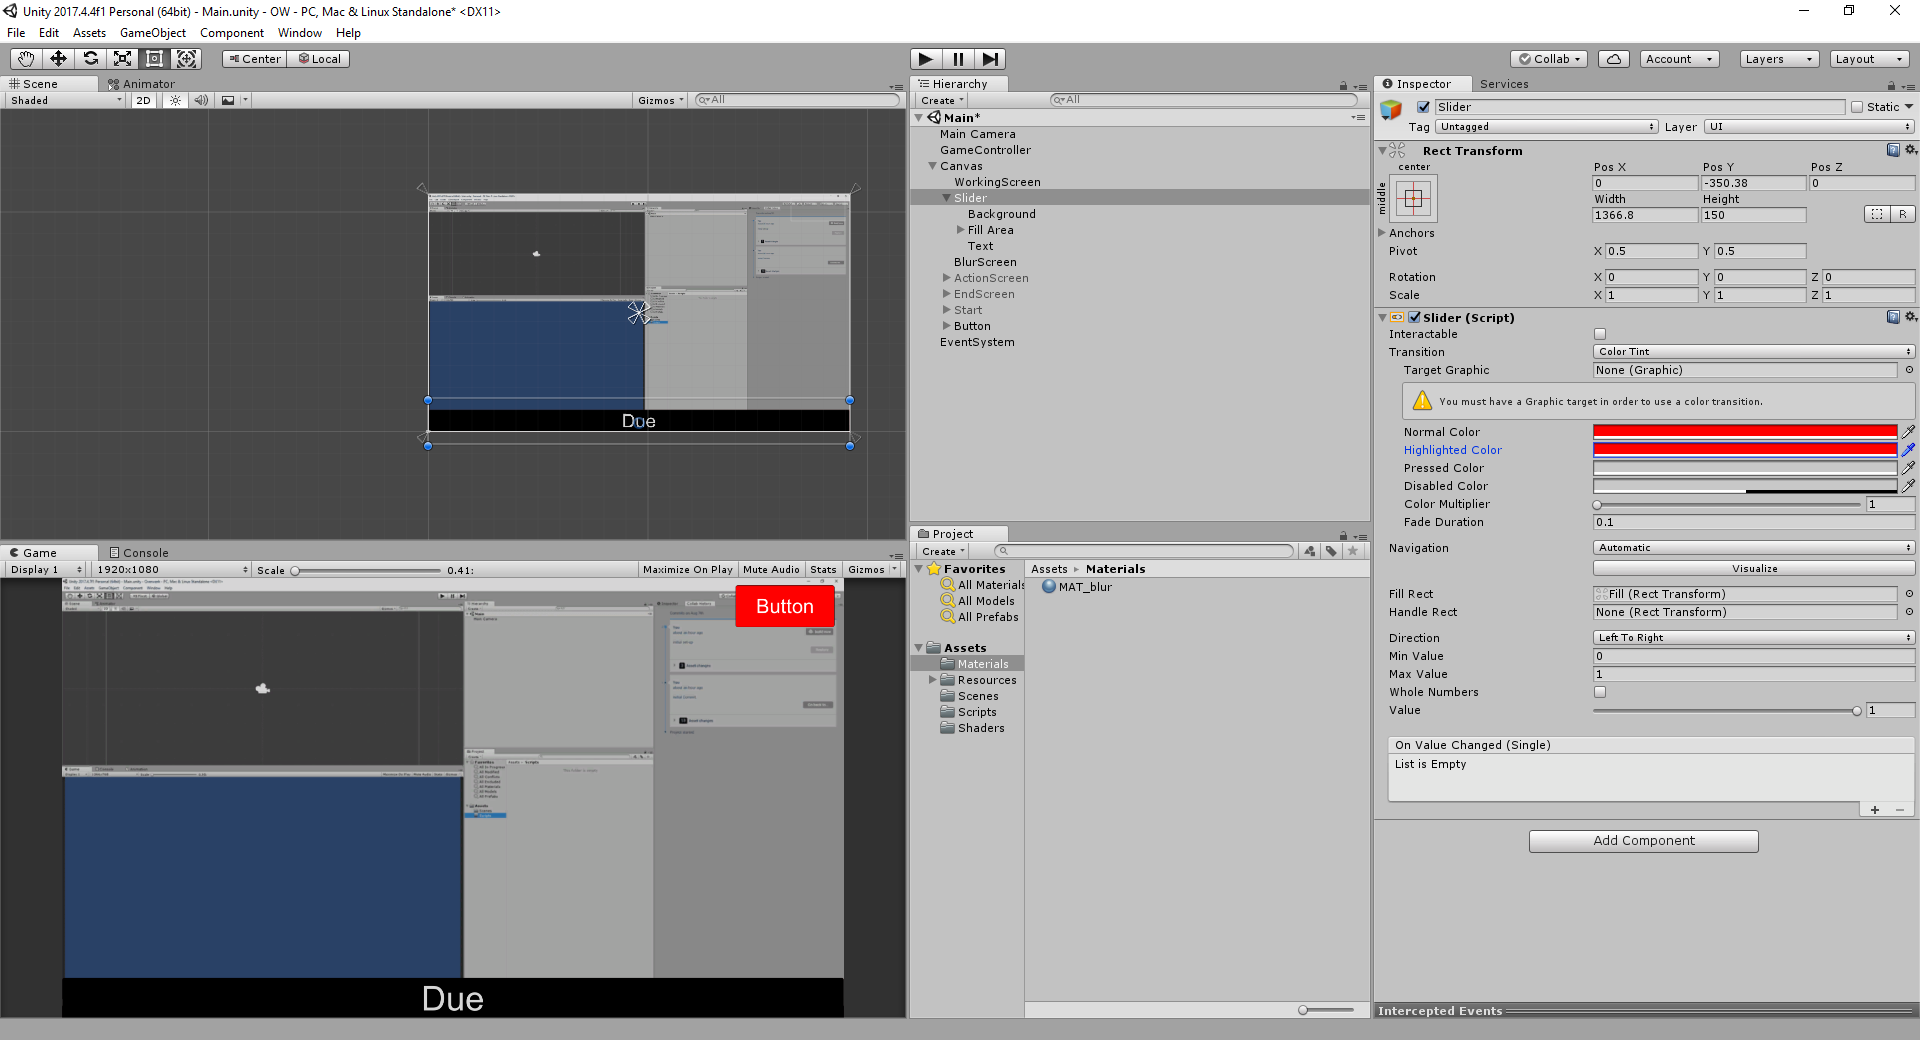 Unity 2017.4.4f1 Personal (64bit) - Main.unity - OW - PC, Mac & Linux Standalone* <DX11>
File Edit Assets GameObject Component Window Help
Center Local
Collab Account Layers Layout
Scene Animator
Shaded 2D Gizmos All
Due
Game Console
Display 1 1920x1080 Scale 0.41: Maximize On Play Mute Audio Stats Gizmos
Button
Due
Hierarchy
Create All
Main*
Main Camera
GameController
Canvas
WorkingScreen
Slider
Background
Fill Area
Text
BlurScreen
ActionScreen
EndScreen
Start
Button
EventSystem
Project
Create
Favorites
All Materials
All Models
All Prefabs
Assets
Materials
Resources
Scenes
Scripts
Shaders
Assets Materials
MAT_blur
Inspector Services
Slider Static
Tag Untagged Layer UI
Rect Transform
center
middle
Pos X Pos Y Pos Z
0 -350.38 0
Width Height
1366.8 150 R
Anchors
Pivot X 0.5 Y 0.5
Rotation X 0 Y 0 Z 0
Scale X 1 Y 1 Z 1
Slider (Script)
Interactable
Transition Color Tint
Target Graphic None (Graphic)
You must have a Graphic target in order to use a color transition.
Normal Color
Highlighted Color
Pressed Color
Disabled Color
Color Multiplier 1
Fade Duration 0.1
Navigation Automatic
Visualize
Fill Rect Fill (Rect Transform)
Handle Rect None (Rect Transform)
Direction Left To Right
Min Value 0
Max Value 1
Whole Numbers
Value 1
On Value Changed (Single)
List is Empty
Add Component
Intercepted Events